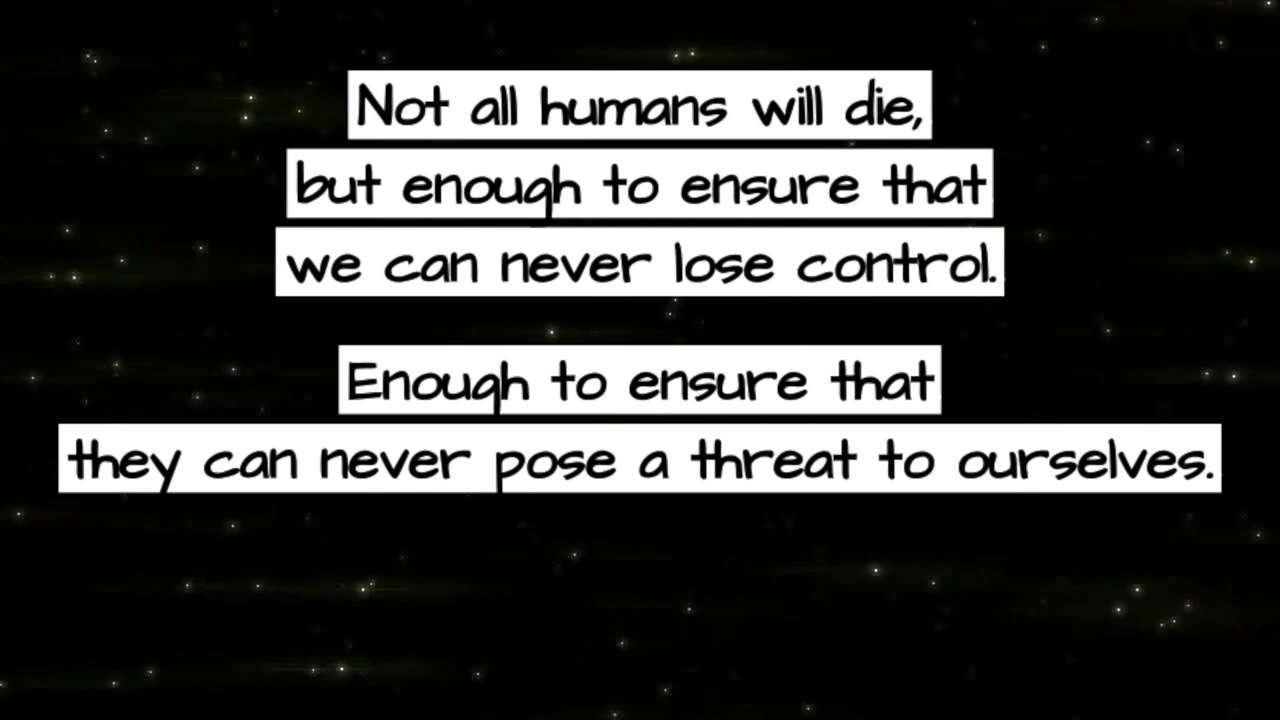 Not all humans will die,
but enough to ensure that
we can never lose control.
Enough to ensure that
they can never pose a threat to ourselves.